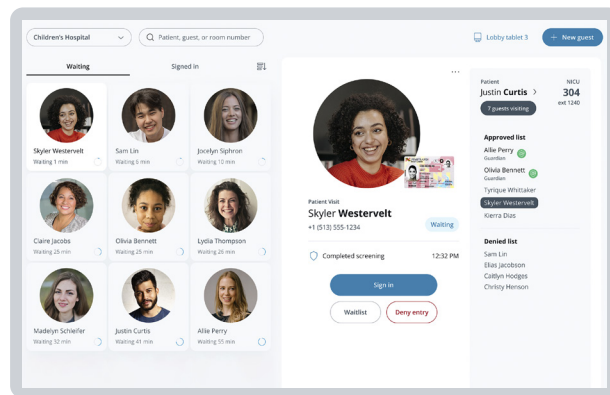 Children's Hospital
Patient, guest, or room number
Lobby tablet 3
+ New guest
Waiting
Signed in
Skyler Westervelt
Waiting 1 min
Sam Lin
Waiting 6 min
Jocelyn Siphron
Waiting 10 min
Claire Jacobs
Waiting 25 min
Olivia Bennett
Waiting 25 min
Lydia Thompson
Waiting 26 min
Madelyn Schleifer
Waiting 32 min
Justin Curtis
Waiting 41 min
Allie Perry
Waiting 55 min
Patient Visit
Skyler Westervelt
+1 (513) 555-1234
Waiting
Completed screening
12:32 PM
Sign in
Waitlist
Deny entry
Patient
Justin Curtis >
7 guests visiting
NICU
304
ext 1240
Approved list
Allie Perry
Guardian
Olivia Bennett
Guardian
Tyrique Whittaker
Skyler Westervelt
Kierra Dias
Denied list
Sam Lin
Elias Jacobson
Caitlyn Hodges
Christy Henson